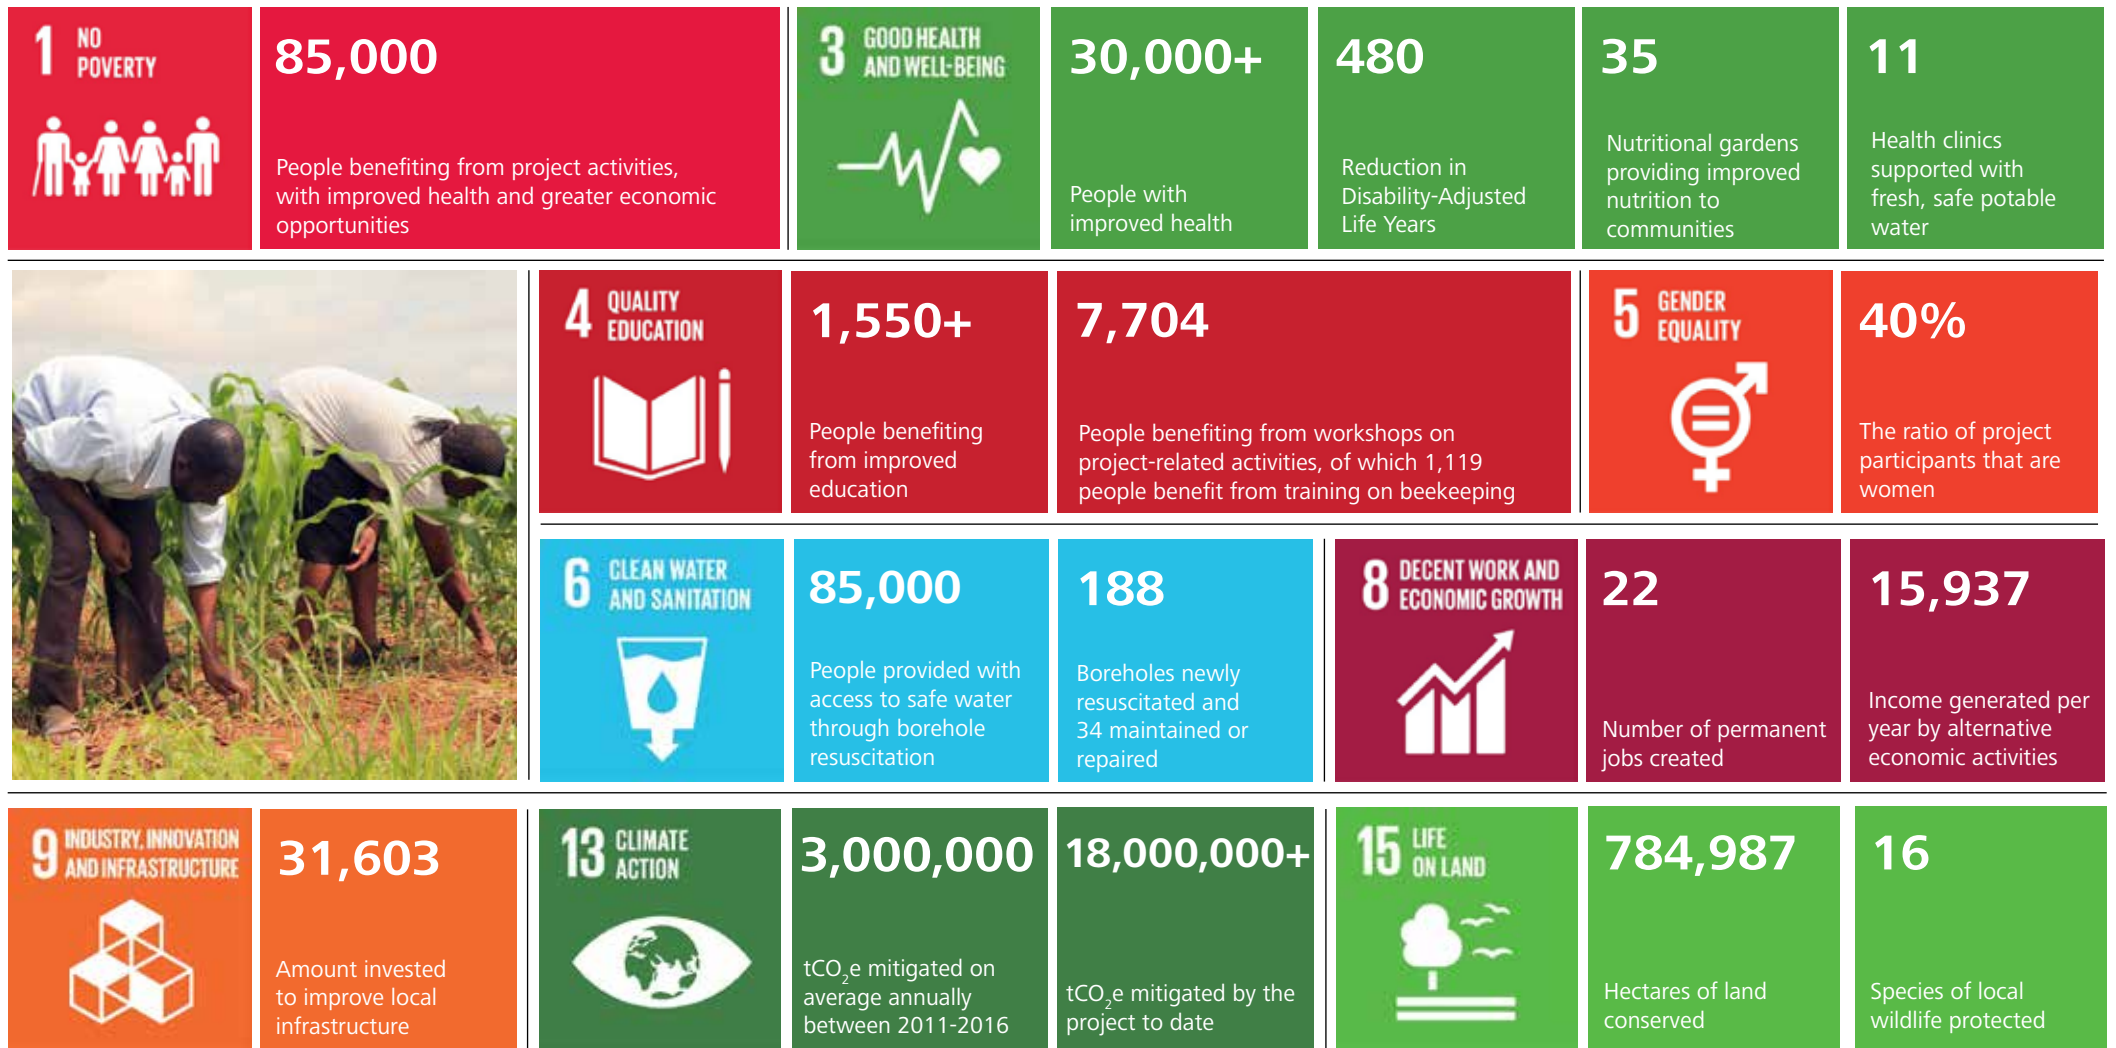 1 NO
POVERTY
85,000
People benefiting from project activities,
with improved health and greater economic
opportunities
3 GOOD HEALTH
AND WELL-BEING
30,000+
People with
improved health
480
Reduction in
Disability-Adjusted
Life Years
35
Nutritional gardens
providing improved
nutrition to
communities
11
Health clinics
supported with
fresh, safe potable
water
4 QUALITY
EDUCATION
1,550+
People benefiting
from improved
education
7,704
People benefiting from workshops on
project-related activities, of which 1,119
people benefit from training on beekeeping
5 GENDER
EQUALITY
40%
The ratio of project
participants that are
women
6 CLEAN WATER
AND SANITATION
85,000
People provided with
access to safe water
through borehole
resuscitation
188
Boreholes newly
resuscitated and
34 maintained or
repaired
8 DECENT WORK AND
ECONOMIC GROWTH
22
Number of permanent
jobs created
15,937
Income generated per
year by alternative
economic activities
9 INDUSTRY, INNOVATION
AND INFRASTRUCTURE
31,603
Amount invested
to improve local
infrastructure
13 CLIMATE
ACTION
3,000,000
tCO₂e mitigated on
average annually
between 2011-2016
18,000,000+
tCO₂e mitigated by the
project to date
15 LIFE
ON LAND
784,987
Hectares of land
conserved
16
Species of local
wildlife protected